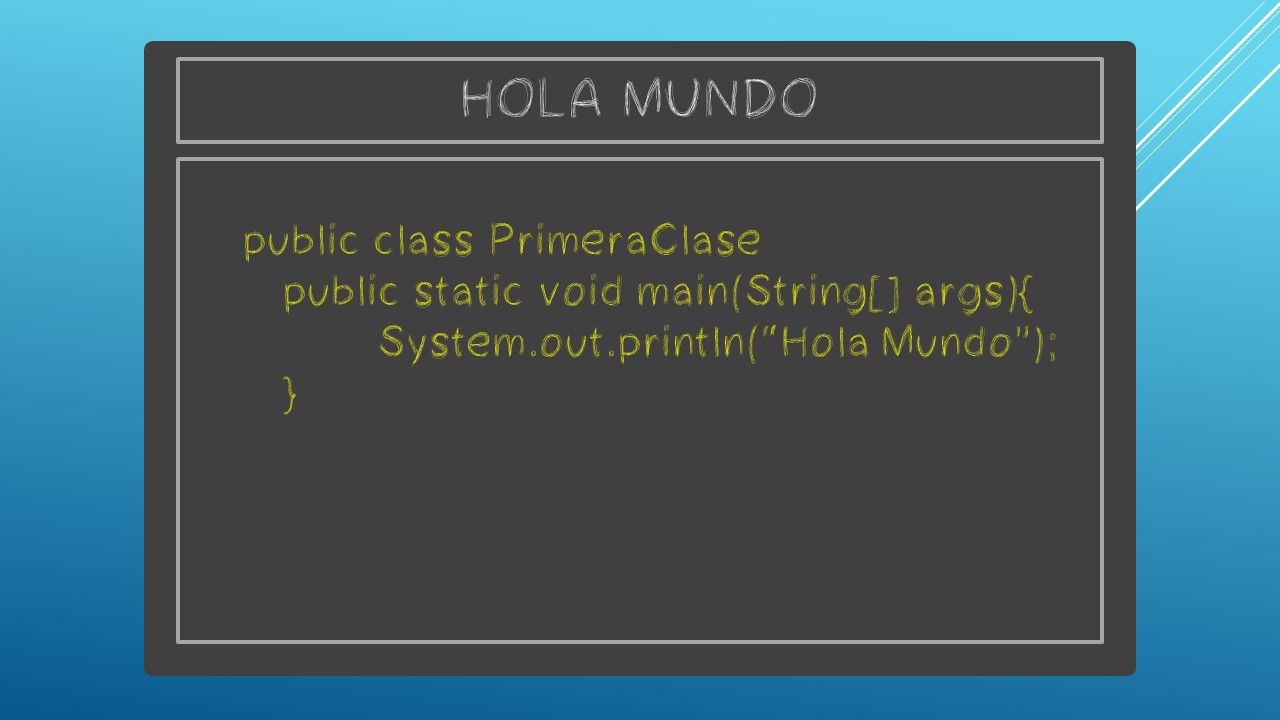 HOLA MUNDO
public class PrimeraClase
public static void main(String[] args){
System.out.println(“Hola Mundo”);
}